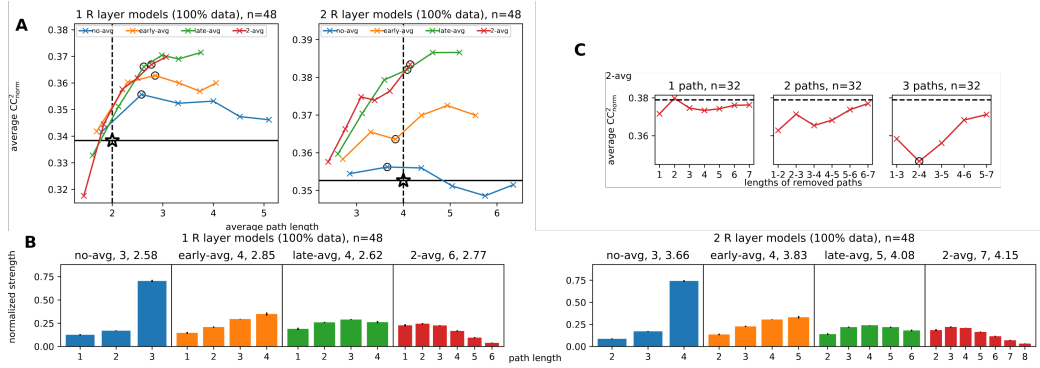 A
1 R layer models (100% data), n=48
no-avg early-avg late-avg 2-avg
0.38
0.37
0.36
0.35
0.34
0.33
0.32
average CC²norm
2 3 4 5
2 R layer models (100% data), n=48
no-avg early-avg late-avg 2-avg
0.39
0.38
0.37
0.36
0.35
3 4 5 6
average path length
C
2-avg
1 path, n=32 2 paths, n=32 3 paths, n=32
0.38
0.36
average CC²norm
1 2 3 4 5 6 7 1-2 2-3 3-4 4-5 5-6 6-7 1-3 2-4 3-5 4-6 5-7
lengths of removed paths
B
1 R layer models (100% data), n=48
no-avg, 3, 2.58 early-avg, 4, 2.85 late-avg, 4, 2.62 2-avg, 6, 2.77
0.75
0.50
0.25
0.00
normalized strength
1 2 3 1 2 3 4 1 2 3 4 1 2 3 4 5 6
path length
2 R layer models (100% data), n=48
no-avg, 3, 3.66 early-avg, 4, 3.83 late-avg, 5, 4.08 2-avg, 7, 4.15
0.75
0.50
0.25
0.00
2 3 4 2 3 4 5 2 3 4 5 6 2 3 4 5 6 7 8